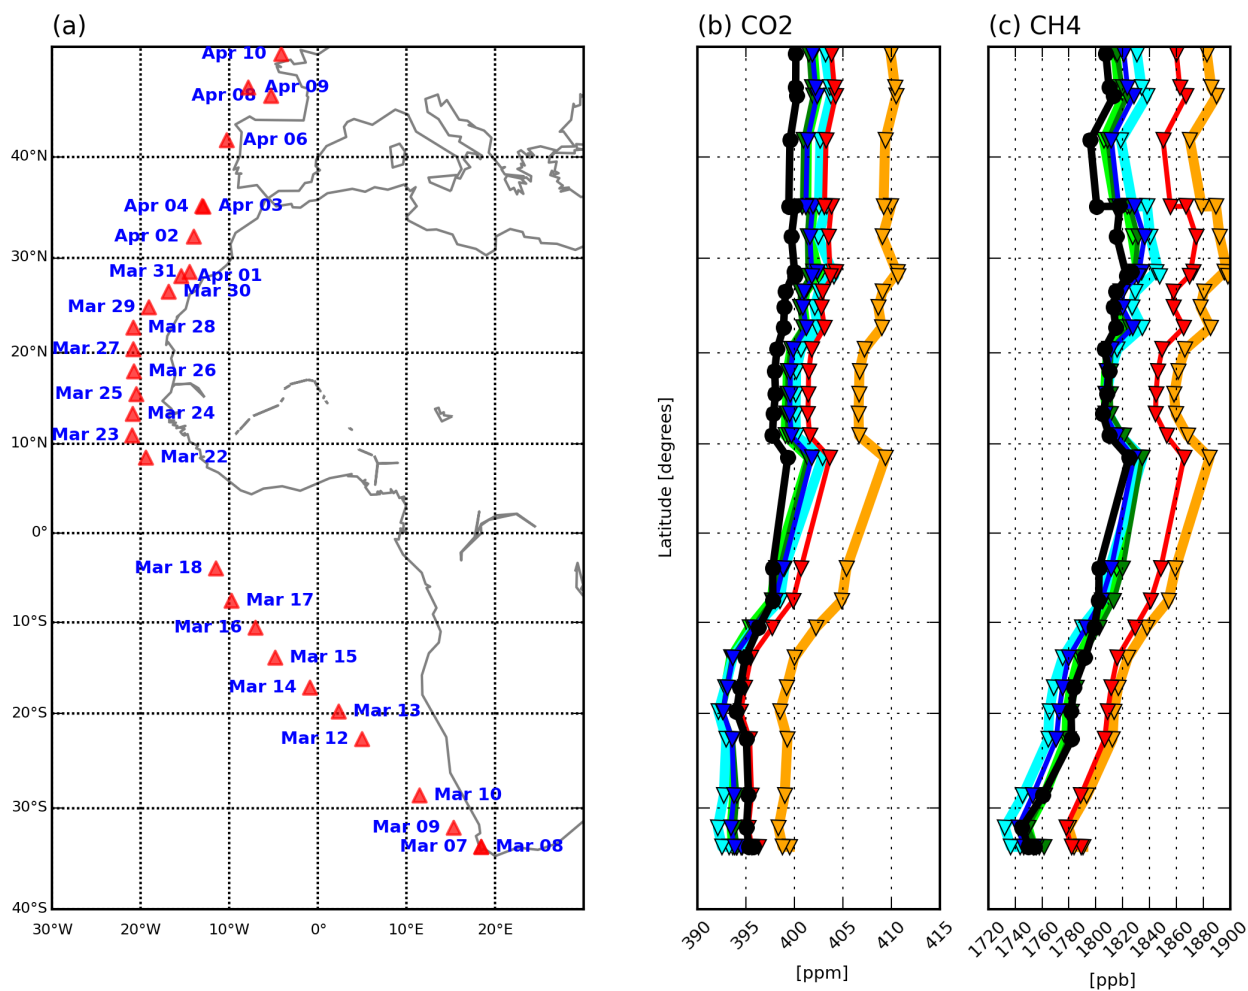 (a)
(b) CO2
(c) CH4
Apr 10
Apr 09
Apr 08
Apr 06
40°N
Apr 04
Apr 03
Apr 02
30°N
Mar 31
Apr 01
Mar 30
Mar 29
Mar 28
20°N
Mar 27
Mar 26
Mar 25
Mar 24
Mar 23
10°N
Mar 22
0°
Mar 18
Mar 17
10°S
Mar 16
Mar 15
Mar 14
20°S
Mar 13
Mar 12
30°S
Mar 10
Mar 09
Mar 07
Mar 08
40°S
30°W
20°W
10°W
0°
10°E
20°E
Latitude [degrees]
390
395
400
405
410
415
[ppm]
1720
1740
1760
1780
1800
1820
1840
1860
1880
1900
[ppb]